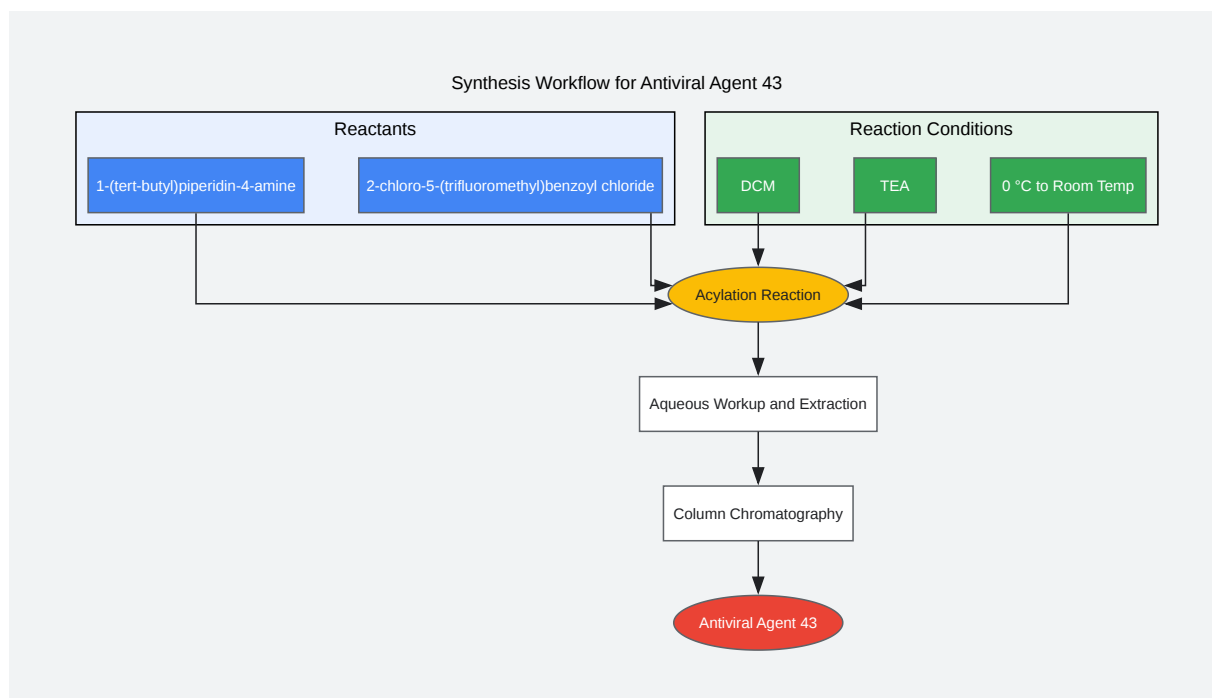 Synthesis Workflow for Antiviral Agent 43
Reactants
Reaction Conditions
1-(tert-butyl)piperidin-4-amine
2-chloro-5-(trifluoromethyl)benzoyl chloride
DCM
TEA
0 °C to Room Temp
Acylation Reaction
Aqueous Workup and Extraction
Column Chromatography
Antiviral Agent 43